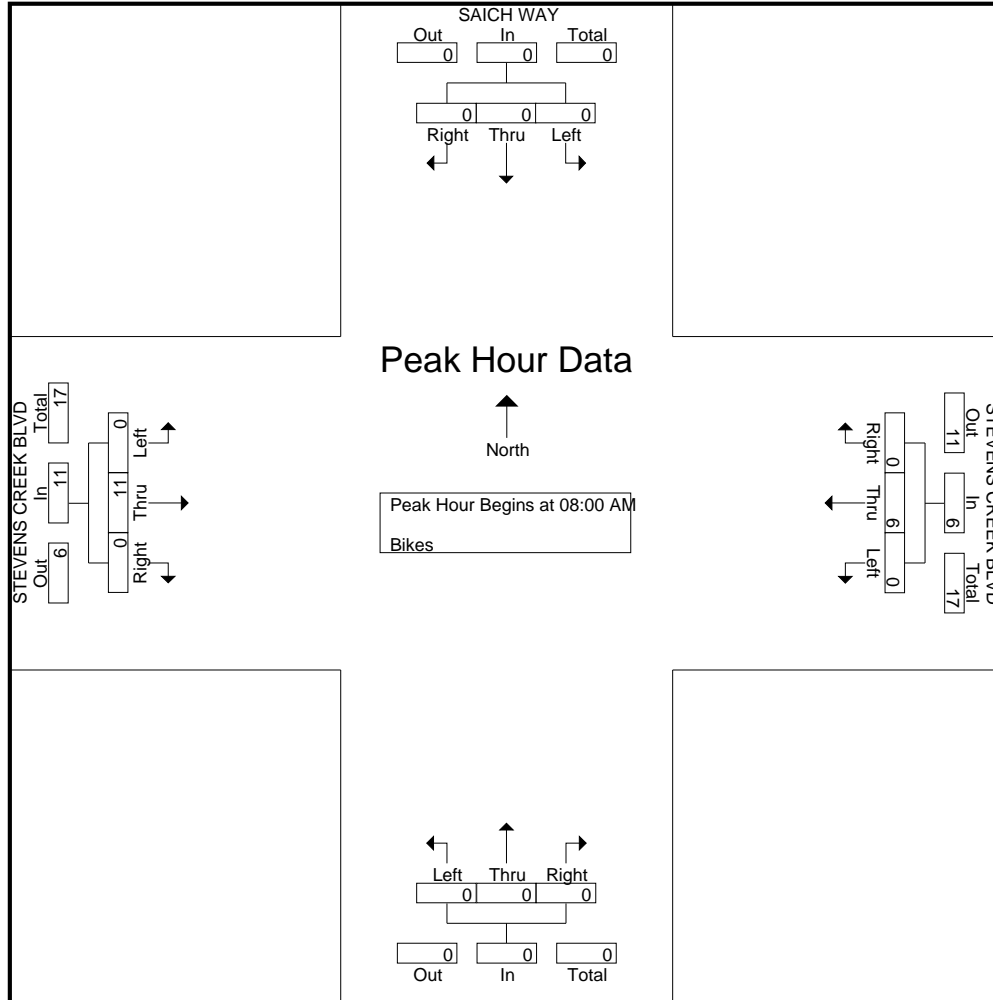 SAICH WAY
Out In Total
0 0 0
0 0 0
Right Thru Left
Peak Hour Data
North
Peak Hour Begins at 08:00 AM
Bikes
STEVENS CREEK BLVD
Out In Total
6 11 17
Left Thru Right
0 11 0
STEVENS CREEK BLVD
Out In Total
11 6 17
Right Thru Left
0 6 0
Left Thru Right
0 0 0
0 0 0
Out In Total